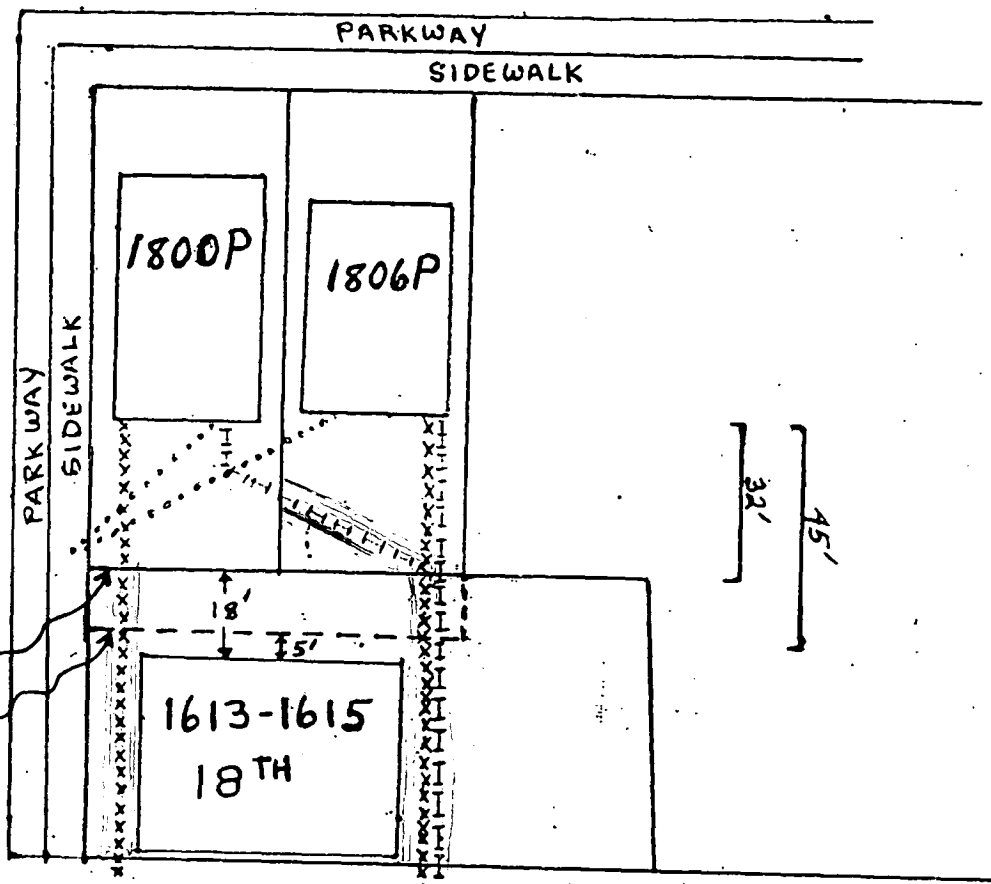 PARKWAY
SIDEWALK
1800P
1806P
PARKWAY
SIDEWALK
32'
45'
18'
5'
1613-1615
18TH